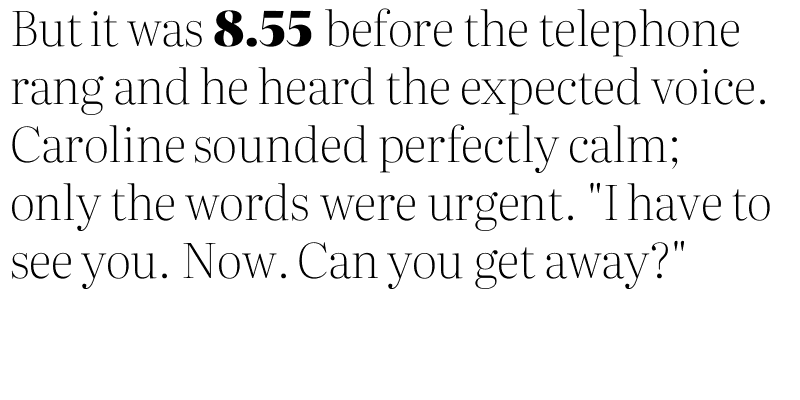 But it was 8.55 before the telephone
rang and he heard the expected voice.
Caroline sounded perfectly calm;
only the words were urgent. "I have to
see you. Now. Can you get away?"